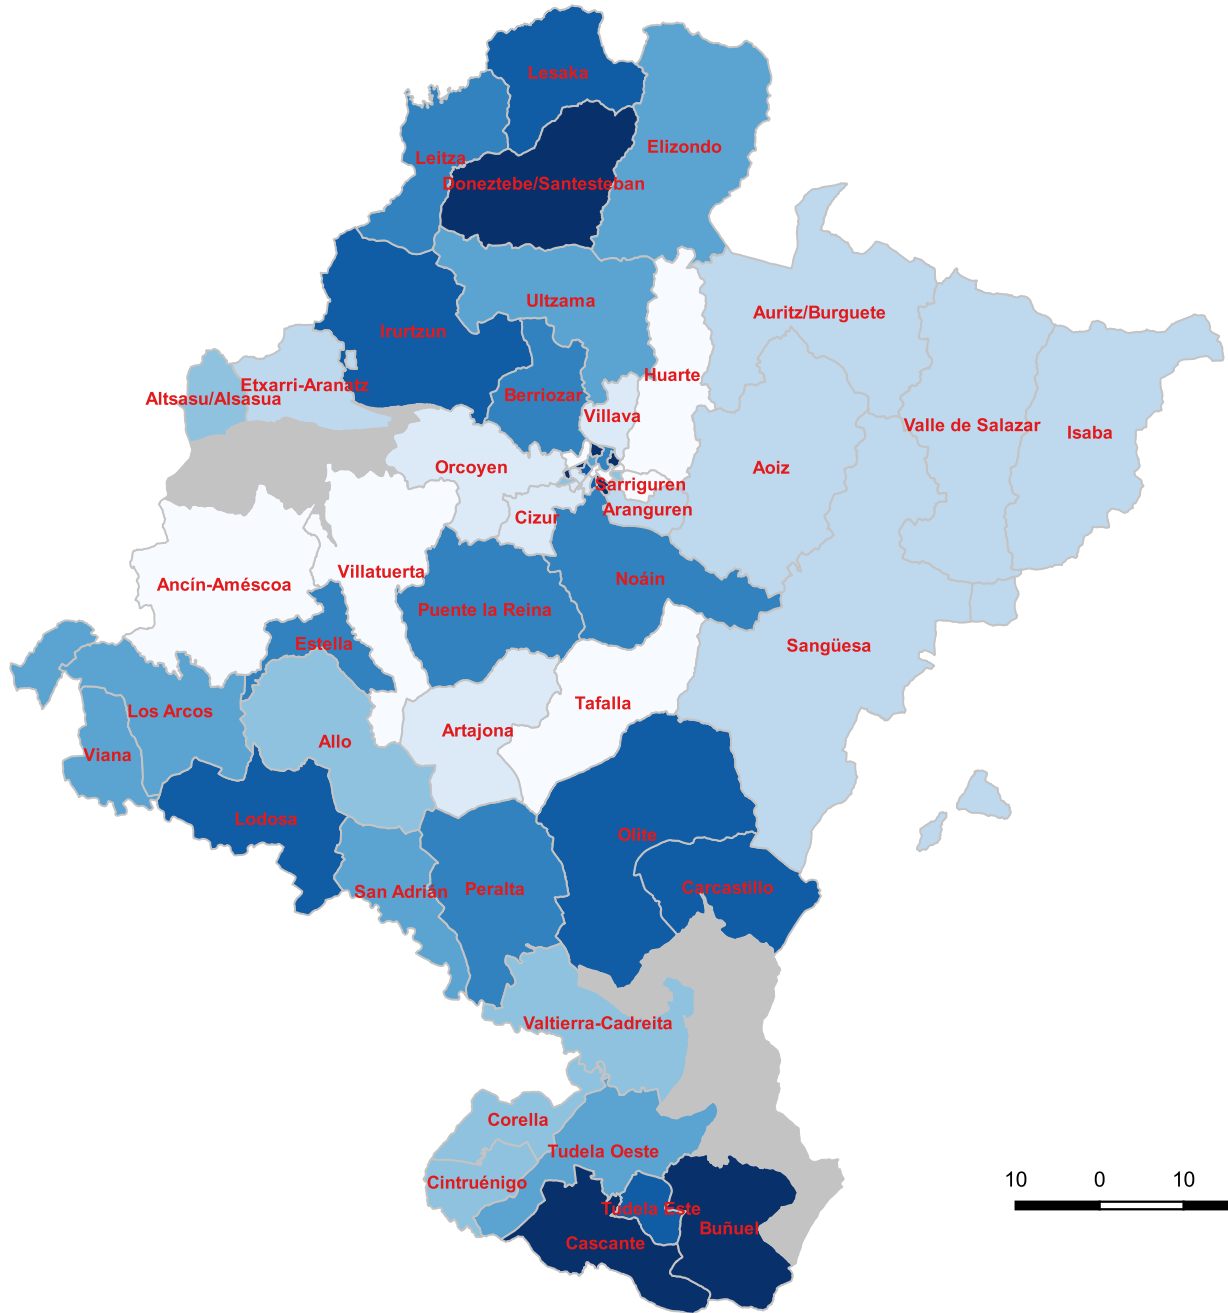 Lesaka
Elizondo
Leitza
Doneztebe/Santesteban
Ultzama
Auritz/Burguete
Irurtzun
Huarte
Etxarri-Aranatz
Altsasu/Alsasua
Berriozar
Villava
Valle de Salazar
Isaba
Orcoyen
Aoiz
Sarriguren
Aranguren
Cizur
Villatuerta
Noáin
Ancín-Améscoa
Puente la Reina
Estella
Sangüesa
Tafalla
Los Arcos
Artajona
Allo
Viana
Lodosa
Olite
San Adrián
Peralta
Carcastillo
Valtierra-Cadreita
Corella
Tudela Oeste
Cintruénigo
10 0 10
Tudela Este
Buñuel
Cascante